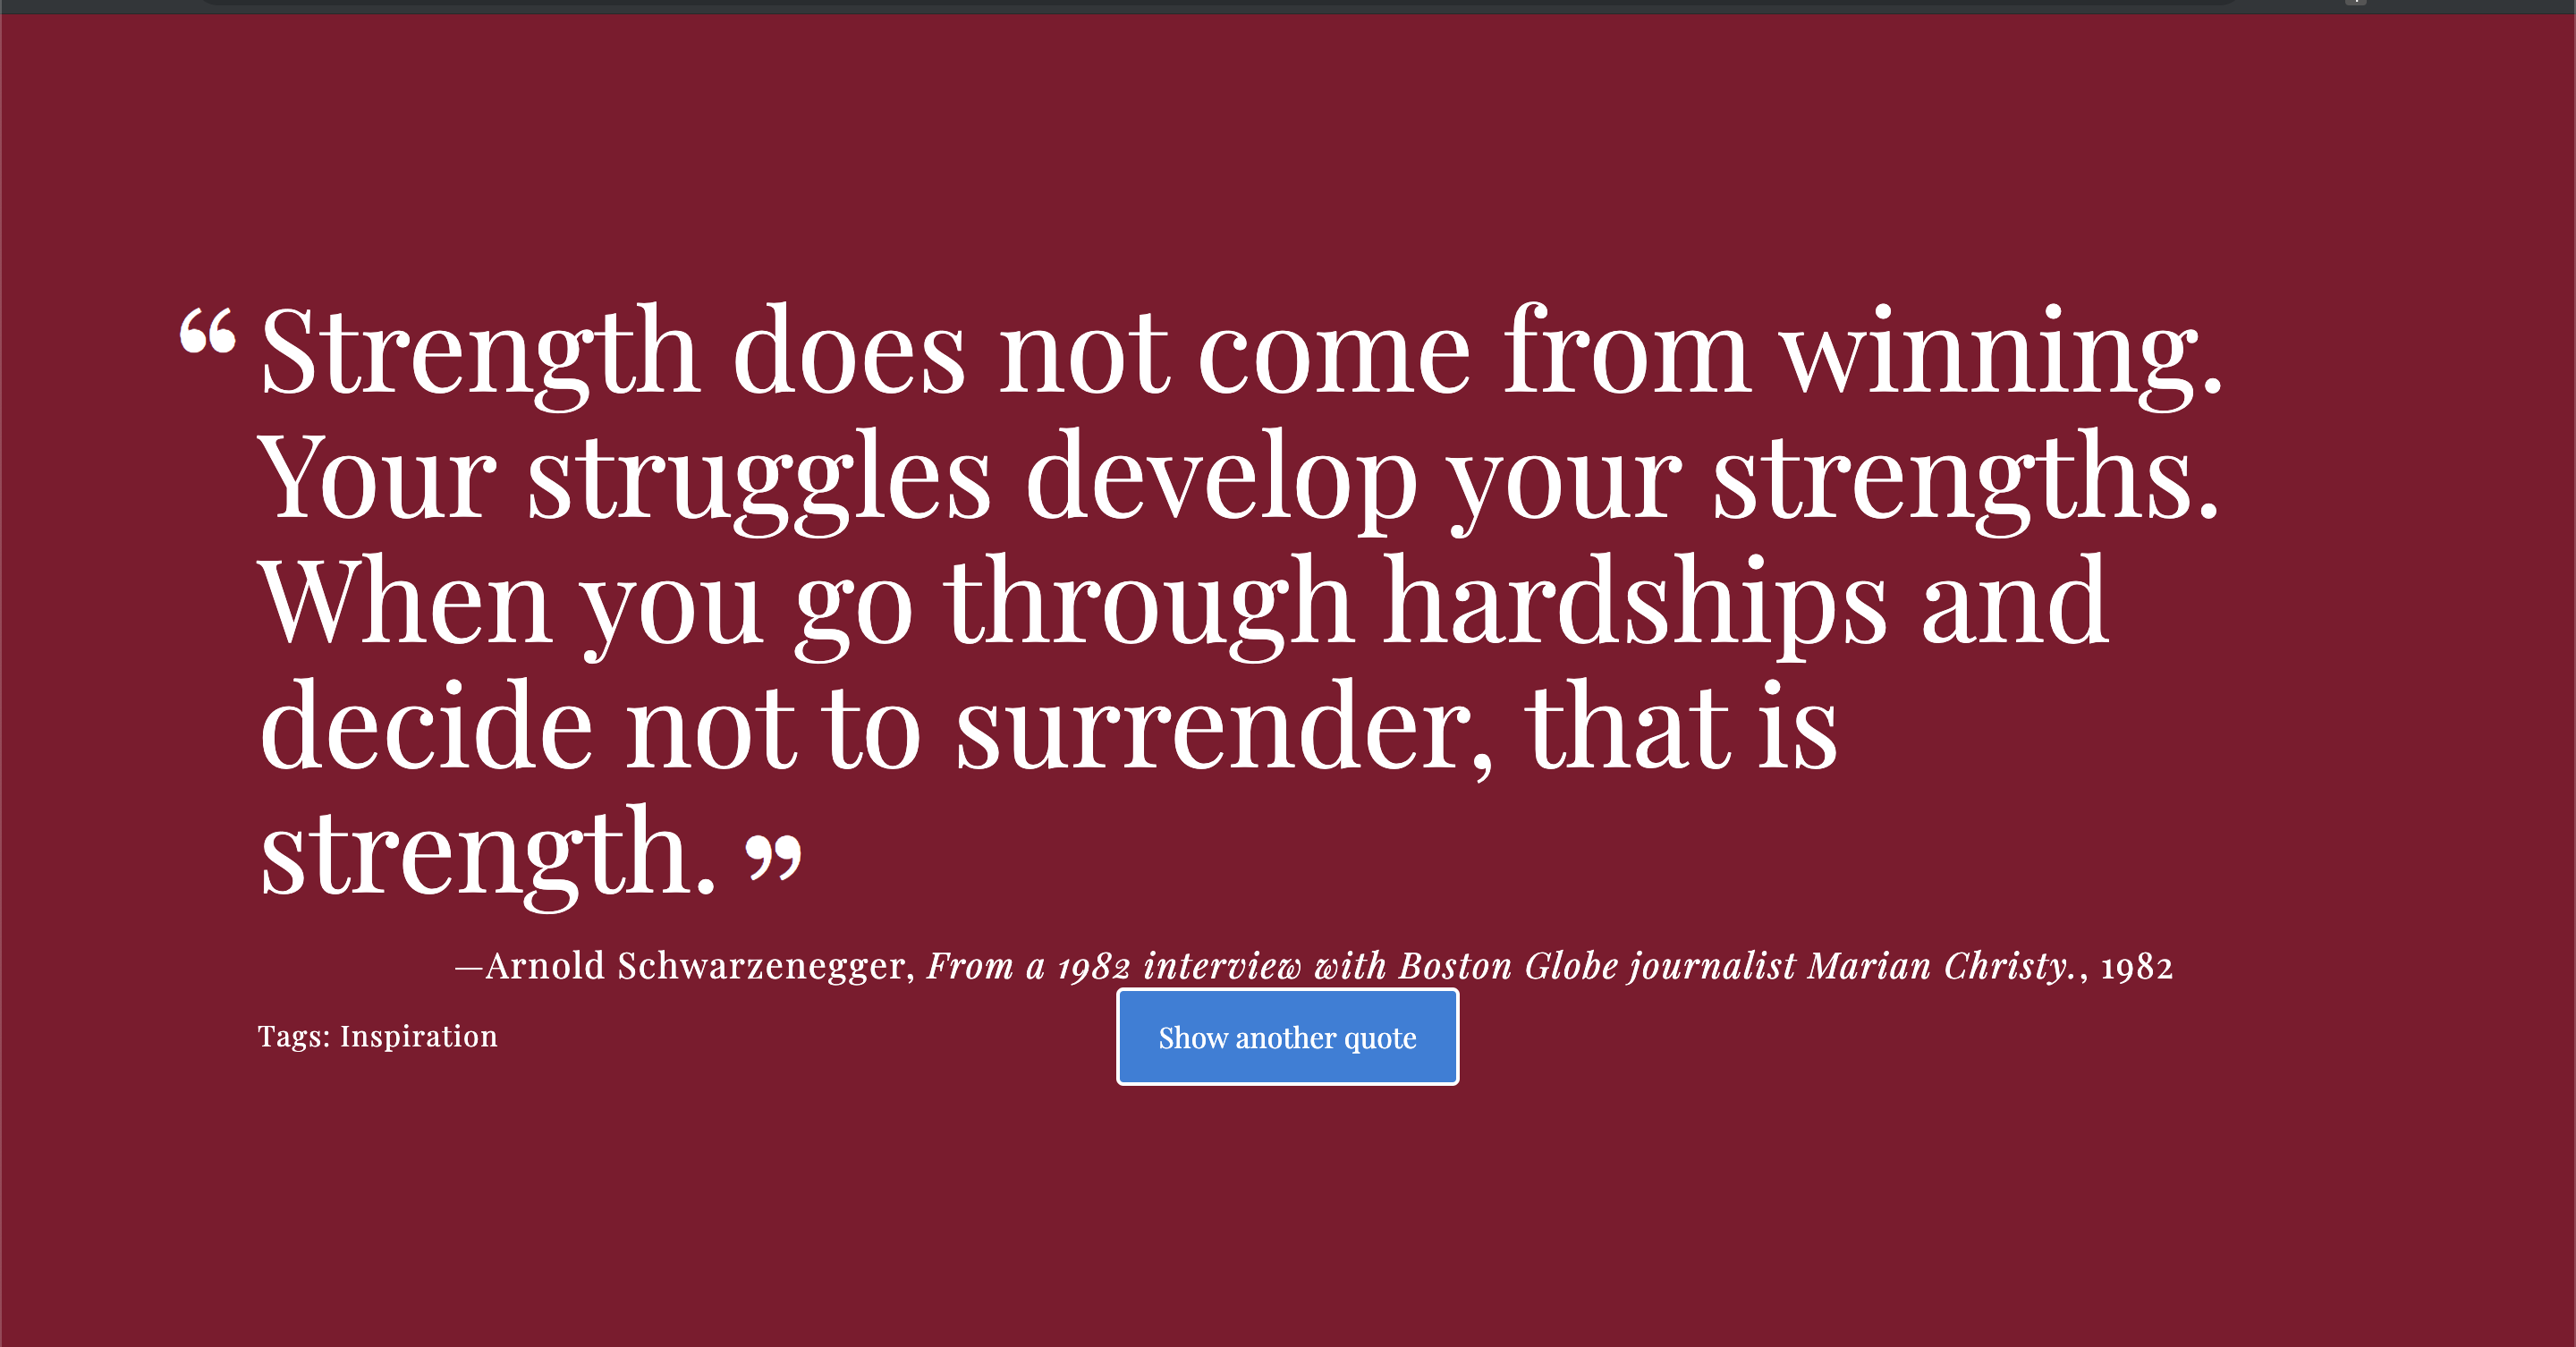 “Strength does not come from winning.
Your struggles develop your strengths.
When you go through hardships and
decide not to surrender, that is
strength. ”
—Arnold Schwarzenegger, From a 1982 interview with Boston Globe journalist Marian Christy., 1982
Tags: Inspiration
Show another quote